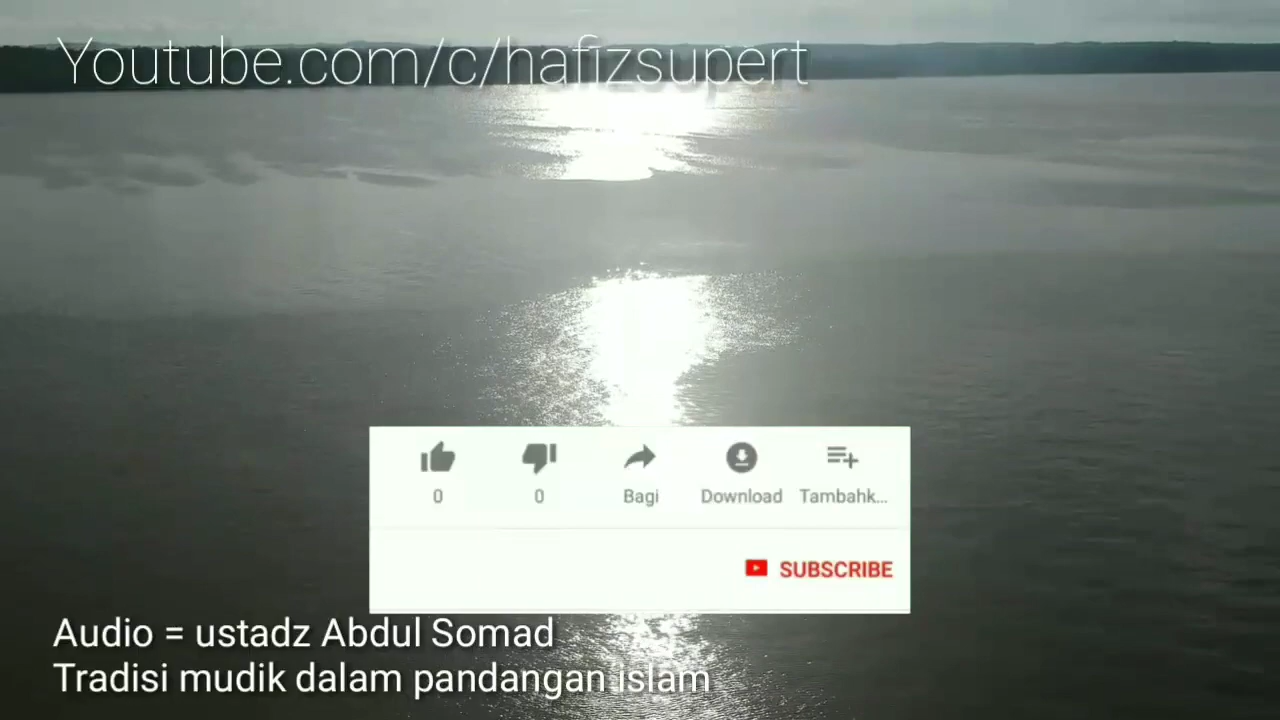 Youtube.com/c/hafizsupert
0 0 Bagi Download Tambahk...
SUBSCRIBE
Audio = ustadz Abdul Somad
Tradisi mudik dalam pandangan islam